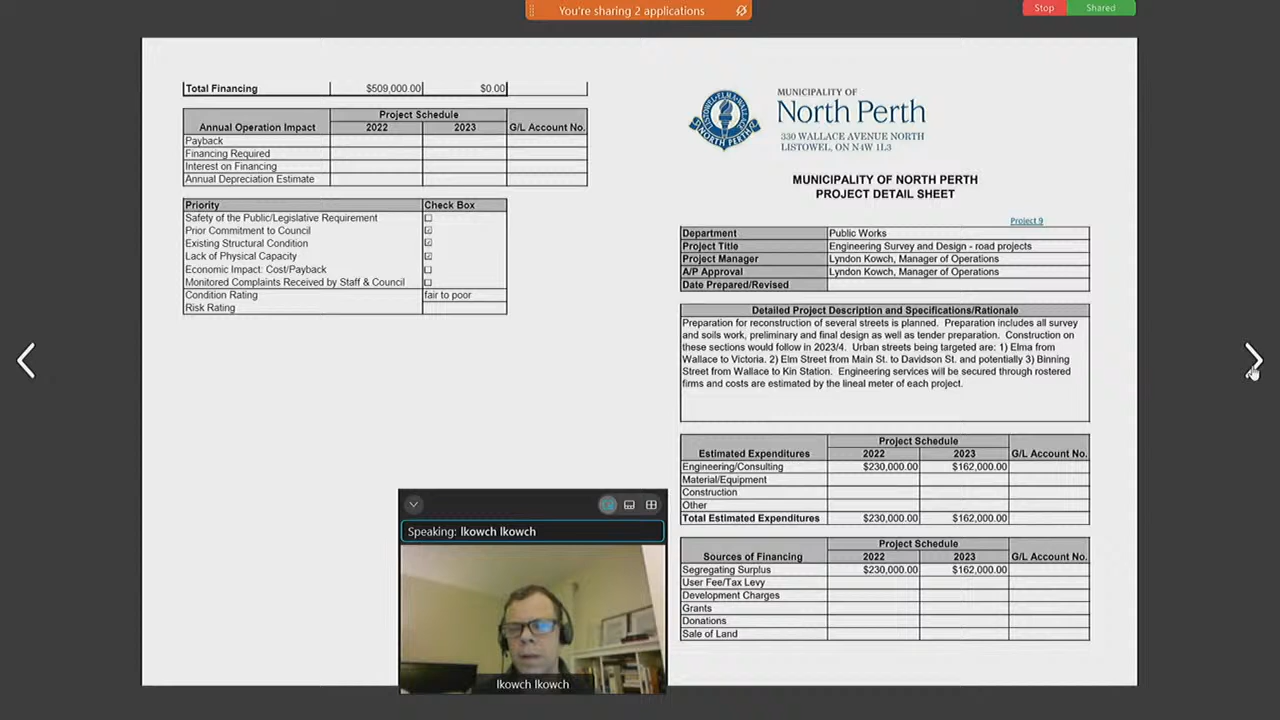 You're sharing 2 applications
Stop
Shared
Total Financing $509,000.00 $0.00
Project Schedule
Annual Operation Impact 2022 2023 G/L Account No.
Payback
Financing Required
Interest on Financing
Annual Depreciation Estimate
Priority Check Box
Safety of the Public/Legislative Requirement
Prior Commitment to Council
Existing Structural Condition
Lack of Physical Capacity
Economic Impact: Cost/Payback
Monitored Complaints Received by Staff & Council
Condition Rating fair to poor
Risk Rating
LISTOWEL ELMA WALLACE
NORTH PERTH
MUNICIPALITY OF
North Perth
330 WALLACE AVENUE NORTH
LISTOWEL, ON N4W 1L3
MUNICIPALITY OF NORTH PERTH
PROJECT DETAIL SHEET
Project 9
Department Public Works
Project Title Engineering Survey and Design - road projects
Project Manager Lyndon Kowch, Manager of Operations
A/P Approval Lyndon Kowch, Manager of Operations
Date Prepared/Revised
Detailed Project Description and Specifications/Rationale
Preparation for reconstruction of several streets is planned. Preparation includes all survey
and soils work, preliminary and final design as well as tender preparation. Construction on
these sections would follow in 2023/4. Urban streets being targeted are: 1) Elma from
Wallace to Victoria. 2) Elm Street from Main St. to Davidson St. and potentially 3) Binning
Street from Wallace to Kin Station. Engineering services will be secured through rostered
firms and costs are estimated by the lineal meter of each project.
Project Schedule
Estimated Expenditures 2022 2023 G/L Account No.
Engineering/Consulting $230,000.00 $162,000.00
Material/Equipment
Construction
Other
Total Estimated Expenditures $230,000.00 $162,000.00
Project Schedule
Sources of Financing 2022 2023 G/L Account No.
Segregating Surplus $230,000.00 $162,000.00
User Fee/Tax Levy
Development Charges
Grants
Donations
Sale of Land
Speaking: lkowch lkowch
lkowch lkowch